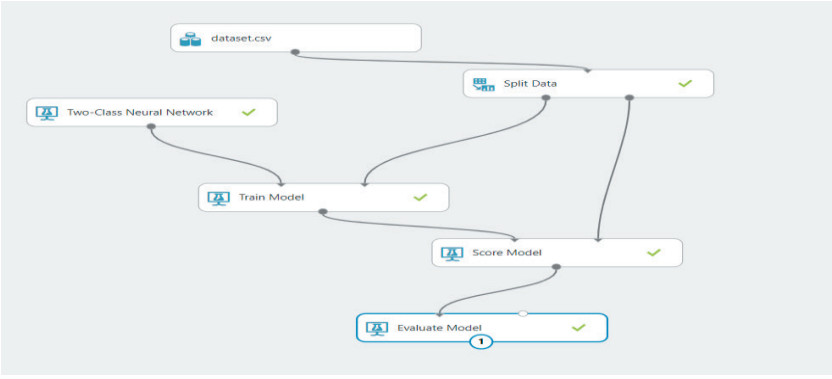 dataset.csv
Split Data
Two-Class Neural Network
Train Model
Score Model
Evaluate Model
1